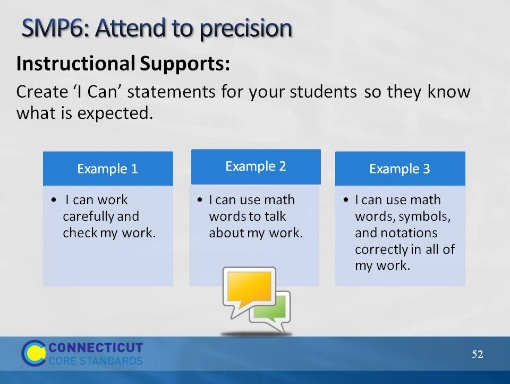 SMP6: Attend to precision
Instructional Supports:
Create ‘I Can’ statements for your students so they know
what is expected.
Example 1
• I can work
carefully and
check my work.
Example 2
• I can use math
words to talk
about my work.
Example 3
• I can use math
words, symbols,
and notations
correctly in all of
my work.
CONNECTICUT
CORE STANDARDS
52